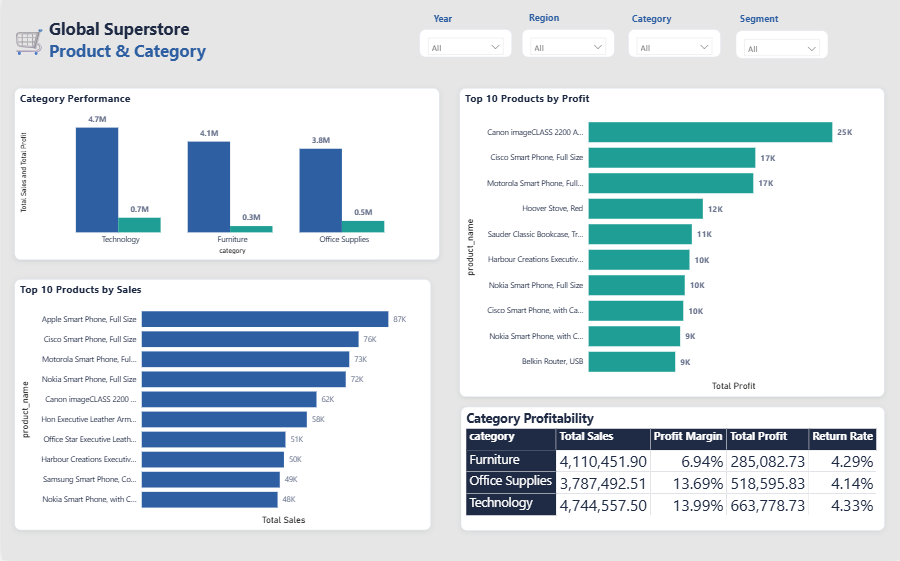 Global Superstore
Product & Category
Year
Region
Category
Segment
All
All
All
All
Category Performance
Total Sales and Total Profit
4.7M
0.7M
4.1M
0.3M
3.8M
0.5M
Technology
Furniture
Office Supplies
category
Top 10 Products by Sales
product_name
Apple Smart Phone, Full Size 87K
Cisco Smart Phone, Full Size 76K
Motorola Smart Phone, Ful... 73K
Nokia Smart Phone, Full Size 72K
Canon imageCLASS 2200 ... 62K
Hon Executive Leather Arm... 58K
Office Star Executive Leath... 51K
Harbour Creations Executiv... 50K
Samsung Smart Phone, Co... 49K
Nokia Smart Phone, with C... 48K
Total Sales
Top 10 Products by Profit
product_name
Canon imageCLASS 2200 A... 25K
Cisco Smart Phone, Full Size 17K
Motorola Smart Phone, Full... 17K
Hoover Stove, Red 12K
Sauder Classic Bookcase, Tr... 11K
Harbour Creations Executiv... 10K
Nokia Smart Phone, Full Size 10K
Cisco Smart Phone, with Ca... 10K
Nokia Smart Phone, with C... 9K
Belkin Router, USB 9K
Total Profit
Category Profitability
category Total Sales Profit Margin Total Profit Return Rate
Furniture 4,110,451.90 6.94% 285,082.73 4.29%
Office Supplies 3,787,492.51 13.69% 518,595.83 4.14%
Technology 4,744,557.50 13.99% 663,778.73 4.33%